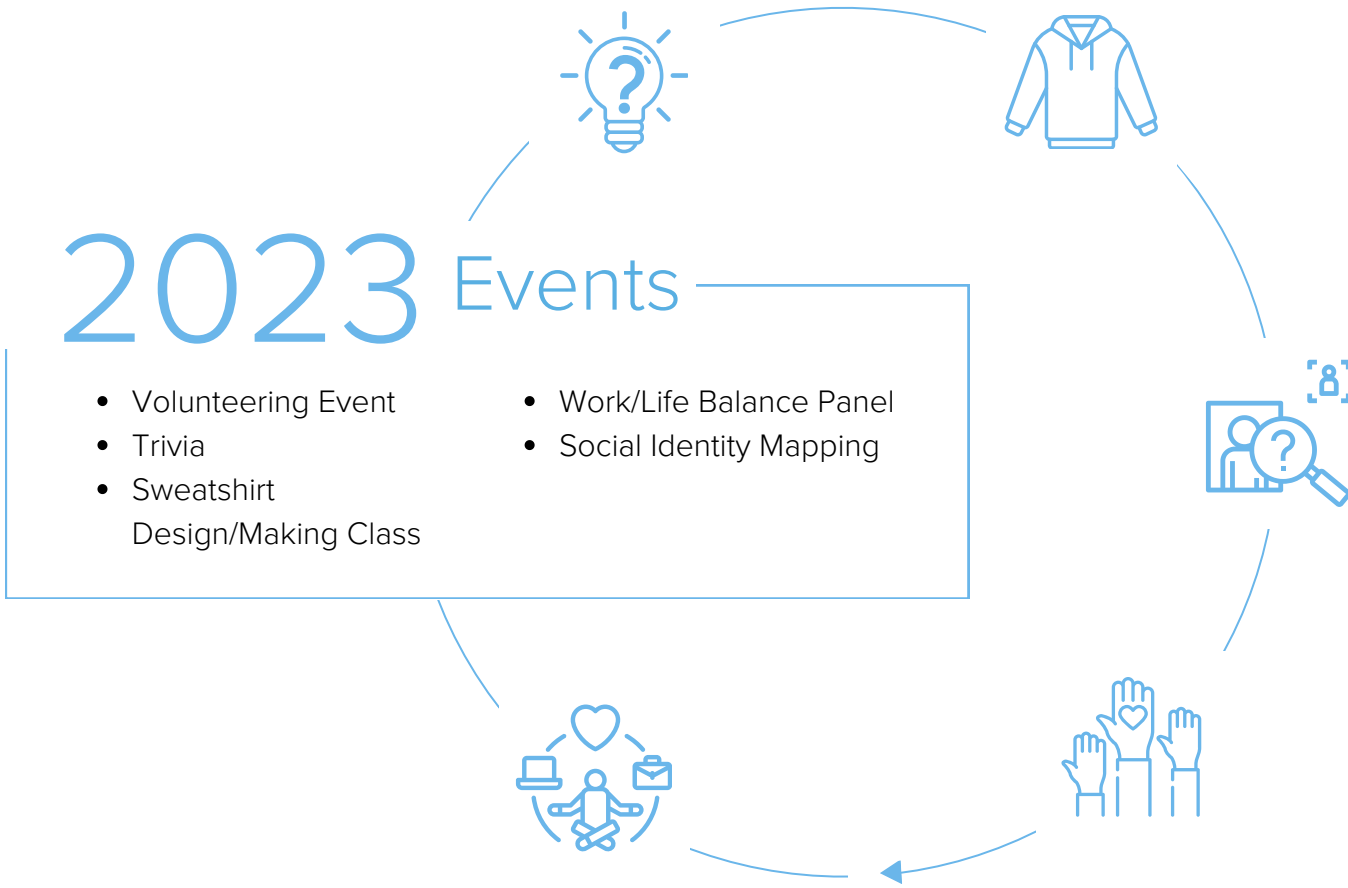 2023 Events
• Volunteering Event
• Trivia
• Sweatshirt
Design/Making Class
• Work/Life Balance Panel
• Social Identity Mapping
?
?